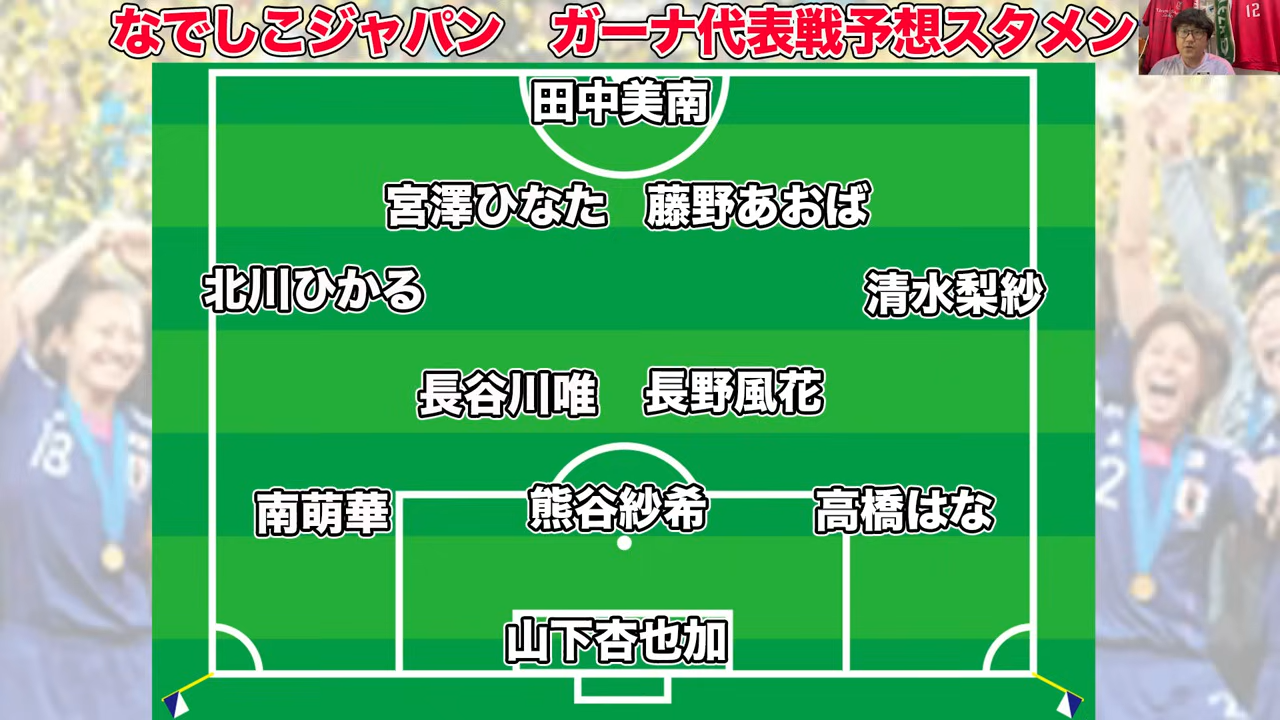 なでしこジャパン　ガーナ代表戦予想スタメン
12
田中美南
宮澤ひなた　藤野あおば
北川ひかる　清水梨紗
長谷川唯　長野風花
18
2
南萌華　熊谷紗希　高橋はな
山下杏也加